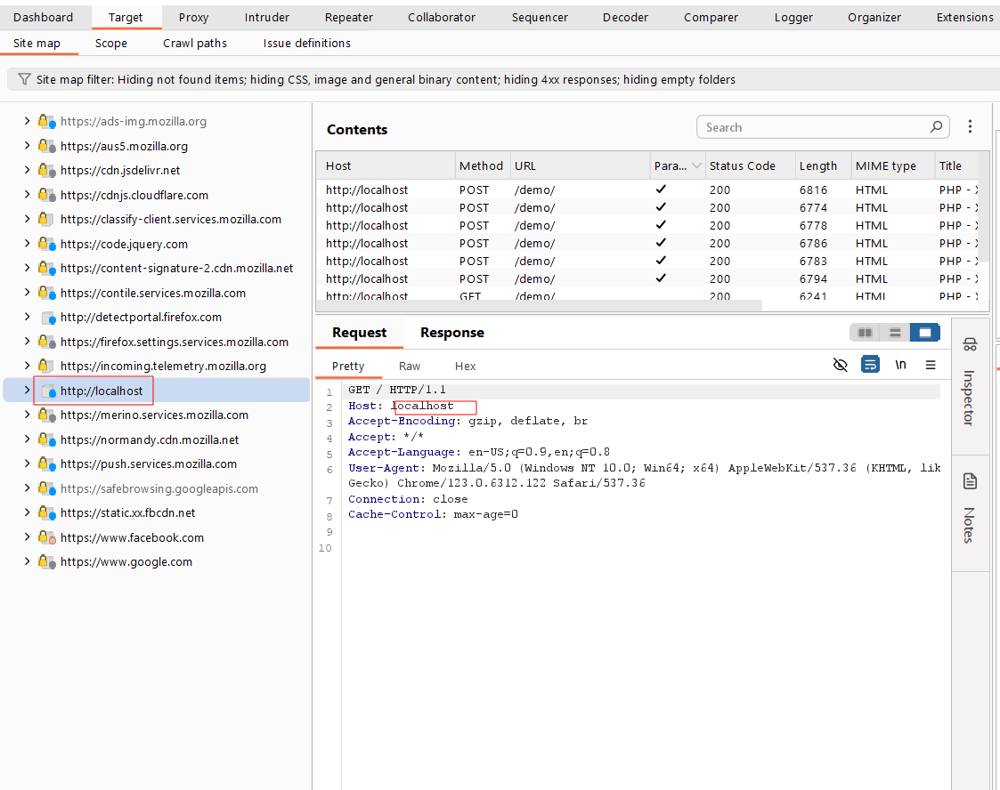 Dashboard Target Proxy Intruder Repeater Collaborator Sequencer Decoder Comparer Logger Organizer Extensions
Site map Scope Crawl paths Issue definitions
Site map filter: Hiding not found items; hiding CSS, image and general binary content; hiding 4xx responses; hiding empty folders
https://ads-img.mozilla.org
https://aus5.mozilla.org
https://cdn.jsdelivr.net
https://cdnjs.cloudflare.com
https://classify-client.services.mozilla.com
https://code.jquery.com
https://content-signature-2.cdn.mozilla.net
https://contile.services.mozilla.com
http://detectportal.firefox.com
https://firefox.settings.services.mozilla.com
https://incoming.telemetry.mozilla.org
http://localhost
https://merino.services.mozilla.com
https://normandy.cdn.mozilla.net
https://push.services.mozilla.com
https://safebrowsing.googleapis.com
https://static.xx.fbcdn.net
https://www.facebook.com
https://www.google.com
Contents
Search
Host Method URL Para... Status Code Length MIME type Title
http://localhost POST /demo/ ✓ 200 6816 HTML PHP -
http://localhost POST /demo/ ✓ 200 6774 HTML PHP -
http://localhost POST /demo/ ✓ 200 6778 HTML PHP -
http://localhost POST /demo/ ✓ 200 6786 HTML PHP -
http://localhost POST /demo/ ✓ 200 6783 HTML PHP -
http://localhost POST /demo/ ✓ 200 6794 HTML PHP -
http://localhost GET /demo/ 200 6241 HTML PHP -
Request Response
Pretty Raw Hex \n
1 GET / HTTP/1.1
2 Host: localhost
3 Accept-Encoding: gzip, deflate, br
4 Accept: */*
5 Accept-Language: en-US;q=0.9,en;q=0.8
6 User-Agent: Mozilla/5.0 (Windows NT 10.0; Win64; x64) AppleWebKit/537.36 (KHTML, lik
Gecko) Chrome/123.0.6312.122 Safari/537.36
7 Connection: close
8 Cache-Control: max-age=0
9
10
Inspector
Notes